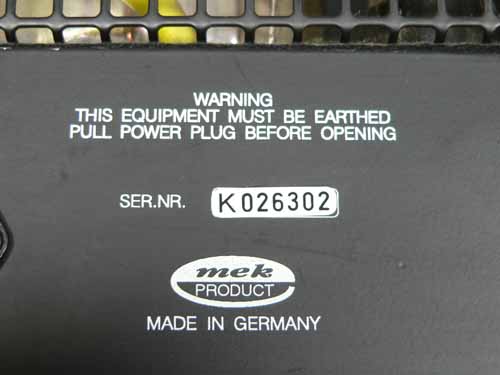 WARNING
THIS EQUIPMENT MUST BE EARTHED
PULL POWER PLUG BEFORE OPENING
SER.NR. K026302
mek
PRODUCT
MADE IN GERMANY